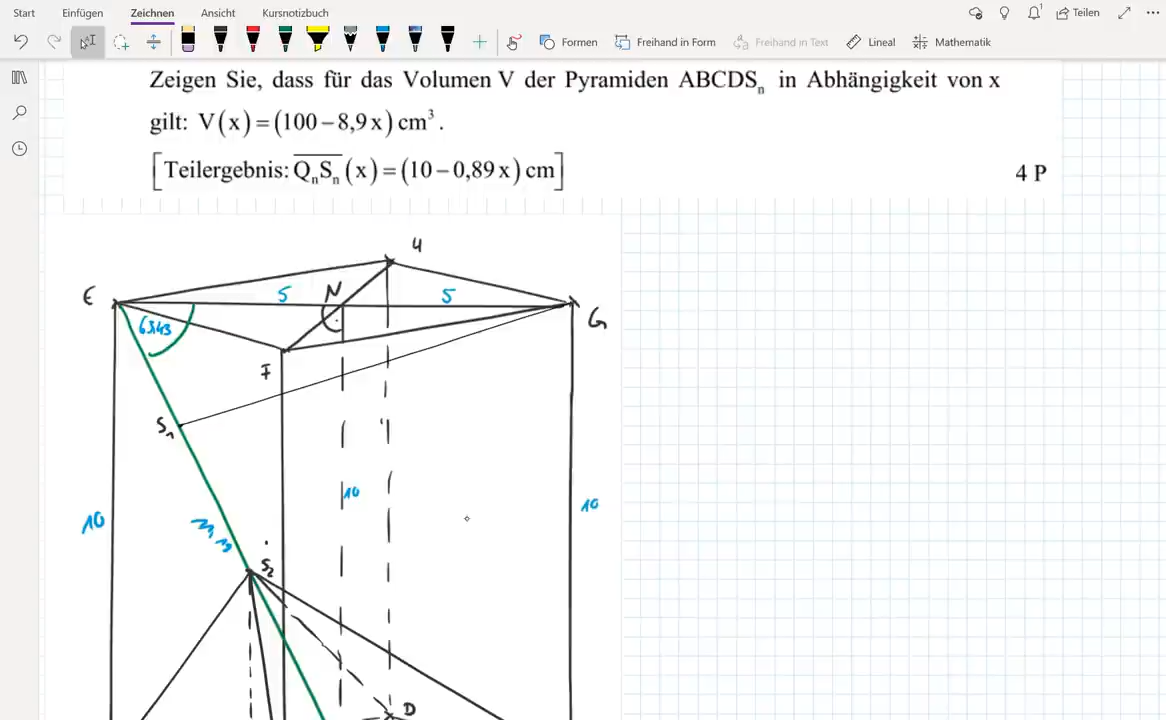 Start Einfügen Zeichnen Ansicht Kursnotizbuch
Teilen
Formen Freihand in Form Freihand in Text Lineal Mathematik
Zeigen Sie, dass für das Volumen V der Pyramiden ABCDSn in Abhängigkeit von x
gilt: V(x) = (100 – 8,9x) cm³.
[Teilergebnis: QnSn (x) = (10 – 0,89x) cm]
4 P
H
E 5 N 5
G
63,43
F
S1
10 10 10
S2
D